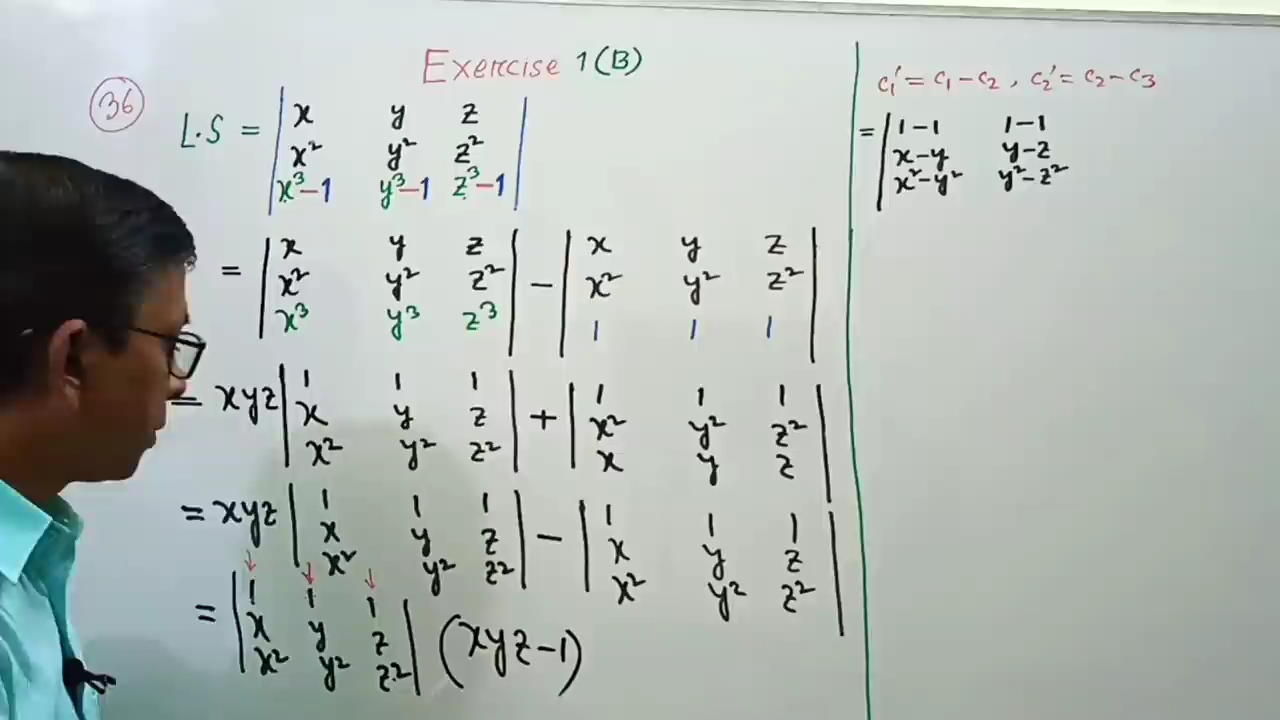 Exercise 1(B)
36
L.S = | x y z |
| x² y² z² |
| x³-1 y³-1 z³-1 |
= | x y z | - | x y z |
| x² y² z² | | x² y² z² |
| x³ y³ z³ | | 1 1 1 |
= xyz | 1 1 1 | + | 1 1 1 |
| x y z | | x² y² z² |
| x² y² z² | | x y z |
= xyz | 1 1 1 | - | 1 1 1 |
| x y z | | x y z |
| x² y² z² | | x² y² z² |
↓ ↓ ↓
= | 1 1 1 |
| x y z | (xyz-1)
| x² y² z² |
c₁' = c₁-c₂, c₂' = c₂-c₃
= | 1-1 1-1
| x-y y-z
| x²-y² y²-z²